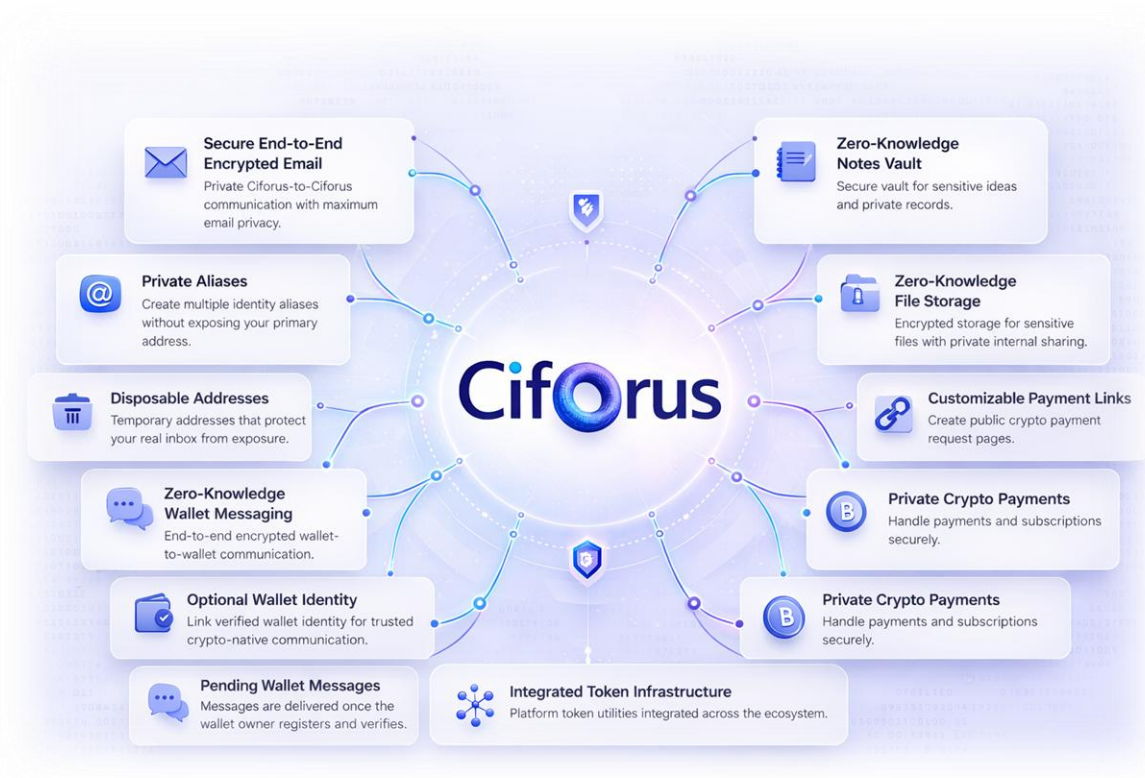 Secure End-to-End
Encrypted Email
Private Ciforus-to-Ciforus
communication with maximum
email privacy.
Private Aliases
Create multiple identity aliases
without exposing your primary
address.
Disposable Addresses
Temporary addresses that protect
your real inbox from exposure.
Zero-Knowledge
Wallet Messaging
End-to-end encrypted wallet-
to-wallet communication.
Optional Wallet Identity
Link verified wallet identity for trusted
crypto-native communication.
Pending Wallet Messages
Messages are delivered once the
wallet owner registers and verifies.
Ciforus
Zero-Knowledge
Notes Vault
Secure vault for sensitive ideas
and private records.
Zero-Knowledge
File Storage
Encrypted storage for sensitive
files with private internal sharing.
Customizable Payment Links
Create public crypto payment
request pages.
Private Crypto Payments
Handle payments and subscriptions
securely.
Private Crypto Payments
Handle payments and subscriptions
securely.
Integrated Token Infrastructure
Platform token utilities integrated across the ecosystem.